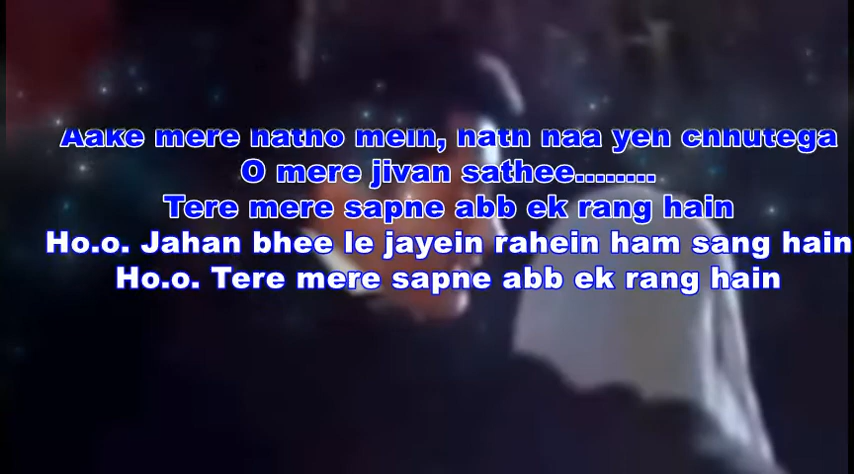 Aake mere natho mein, hath naa yeh chhutega
O mere jivan sathee........
Tere mere sapne abb ek rang hain
Ho.o. Jahan bhee le jayein rahein ham sang hain
Ho.o. Tere mere sapne abb ek rang hain